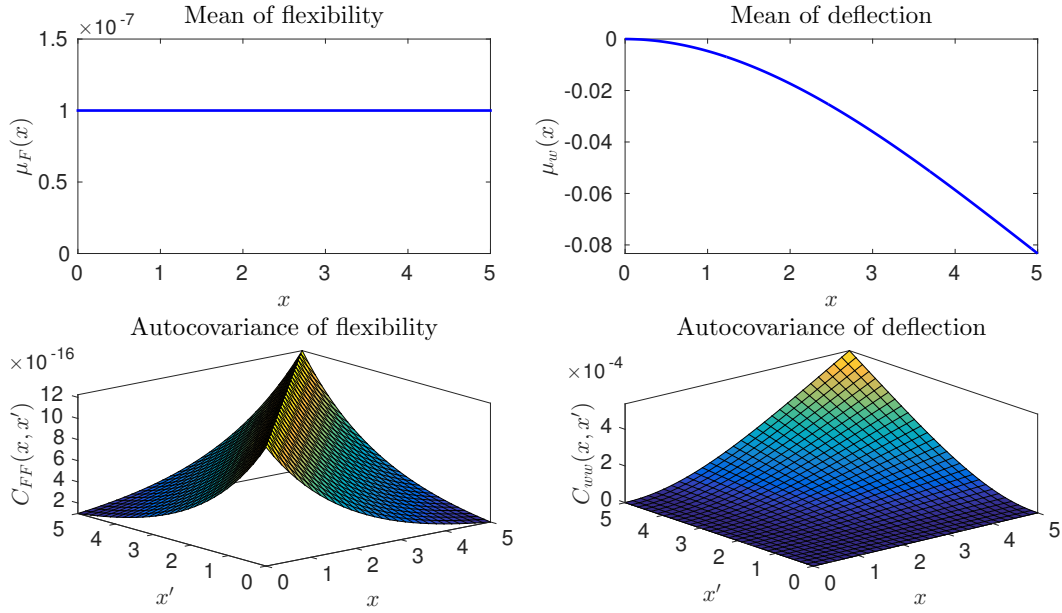 Mean of flexibility
×10⁻⁷
1.5
1
0.5
0
μ_F(x)
0 1 2 3 4 5
x
Mean of deflection
0
-0.02
-0.04
-0.06
-0.08
μ_w(x)
0 1 2 3 4 5
x
Autocovariance of flexibility
×10⁻¹⁶
12
10
8
6
4
2
C_FF(x, x′)
5 4 3 2 1 0
x′
0 1 2 3 4 5
x
Autocovariance of deflection
×10⁻⁴
4
2
0
C_ww(x, x′)
5 4 3 2 1 0
x′
0 1 2 3 4 5
x